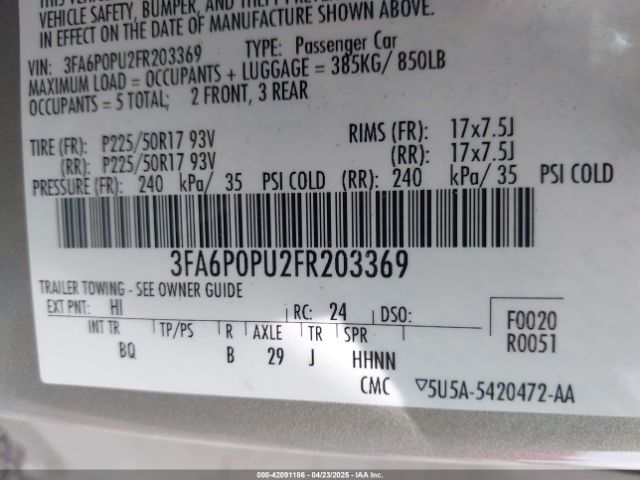 VEHICLE SAFETY, BUMPER, AND THEFT PREVENTION
IN EFFECT ON THE DATE OF MANUFACTURE SHOWN ABOVE.
VIN: 3FA6P0PU2FR203369 TYPE: Passenger Car
MAXIMUM LOAD = OCCUPANTS + LUGGAGE = 385KG/ 850LB
OCCUPANTS = 5 TOTAL; 2 FRONT, 3 REAR
TIRE (FR): P225/50R17 93V RIMS (FR): 17x7.5J
(RR): P225/50R17 93V (RR): 17x7.5J
PRESSURE (FR): 240 kPa/ 35 PSI COLD (RR): 240 kPa/ 35 PSI COLD
3FA6P0PU2FR203369
TRAILER TOWING - SEE OWNER GUIDE
EXT PNT: HI RC: 24 DSO: F0020
INT TR TP/PS R AXLE TR SPR R0051
BQ B 29 J HHNN
CMC ▽5U5A-5420472-AA
000-42091186 - 04/23/2025 - IAA Inc.